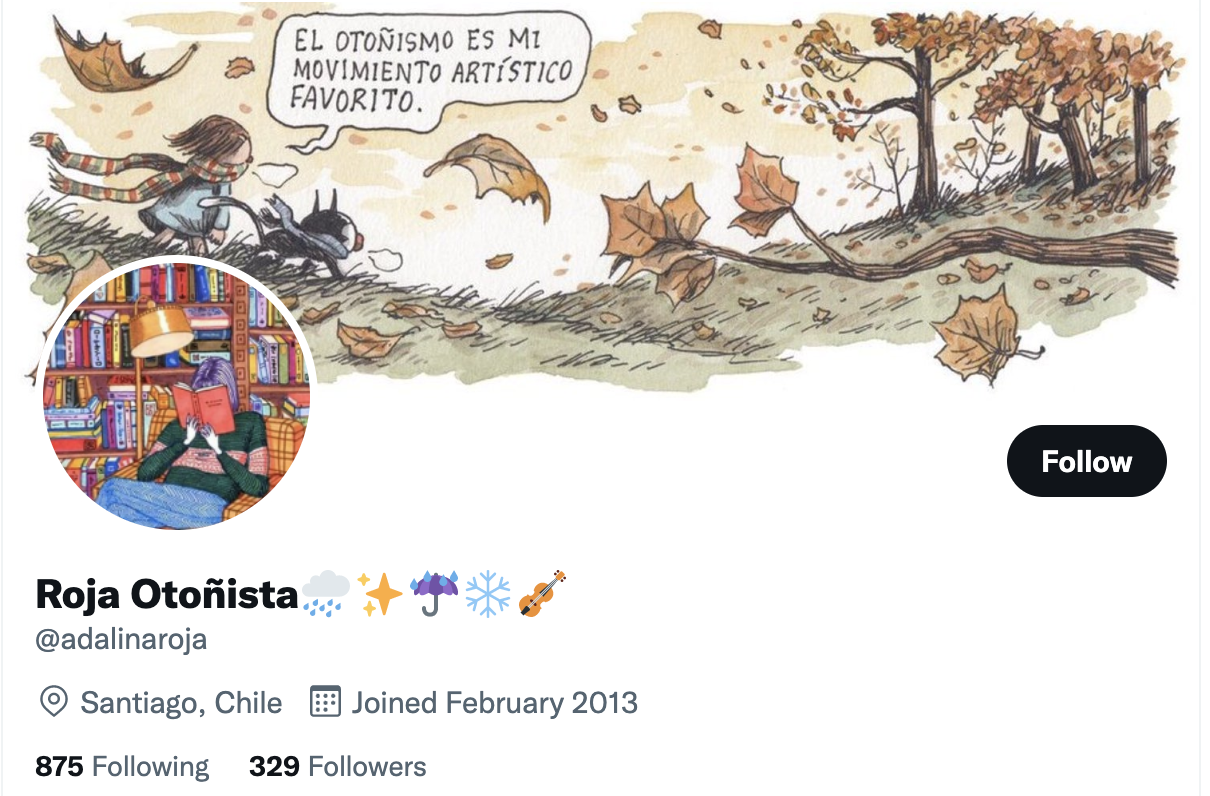 EL OTOÑISMO ES MI
MOVIMIENTO ARTÍSTICO
FAVORITO.
Follow
Roja Otoñista🌧️✨☔❄️🎻
@adalinaroja
Santiago, Chile Joined February 2013
875 Following 329 Followers